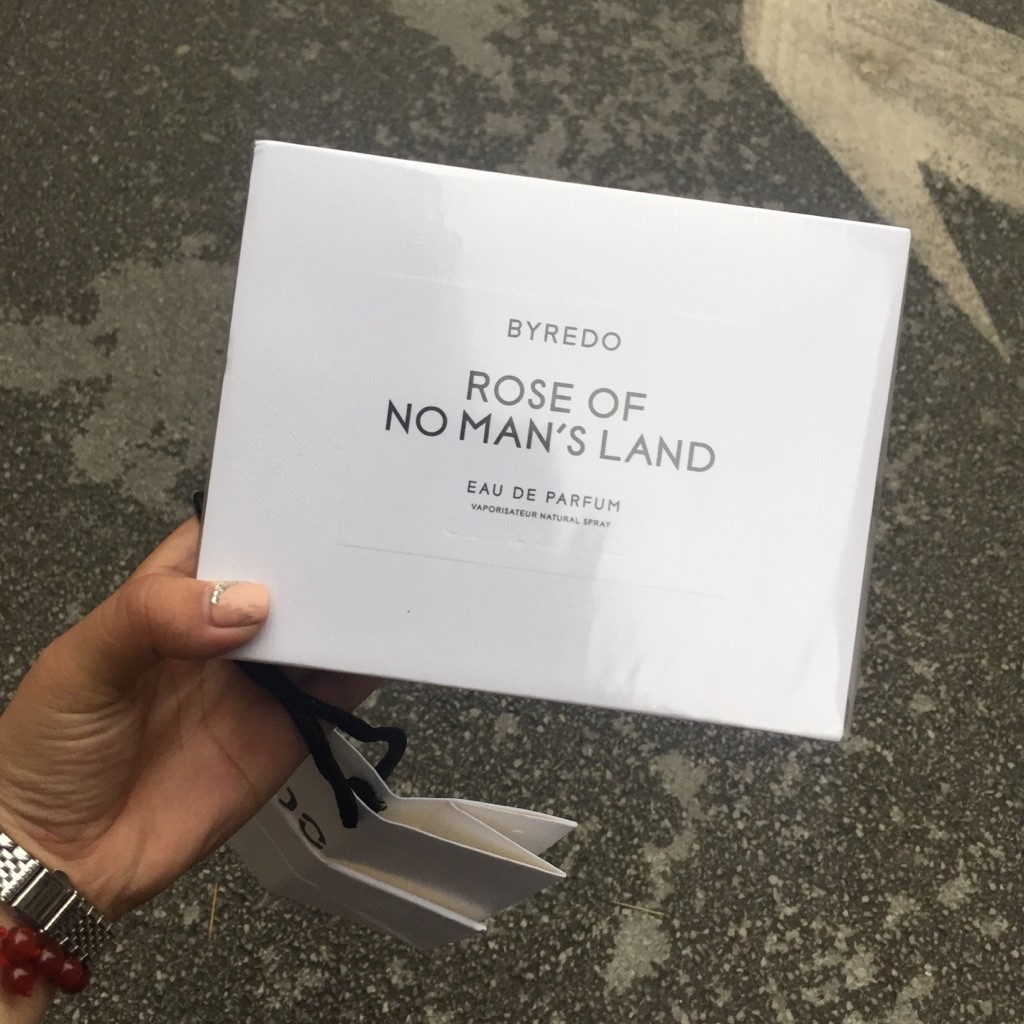 BYREDO
ROSE OF
NO MAN'S LAND
EAU DE PARFUM
VAPORISATEUR NATURAL SPRAY